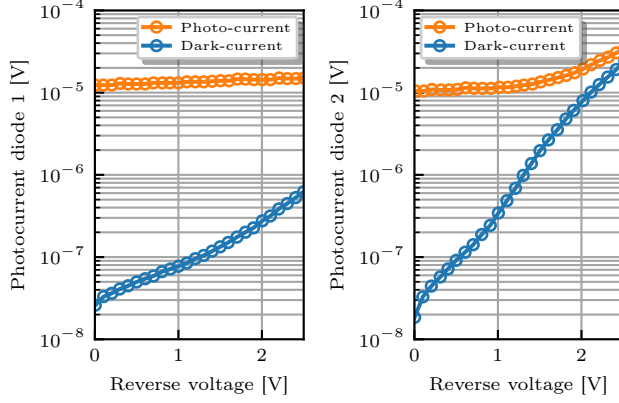 Photo-current
Dark-current
10⁻⁴
10⁻⁵
10⁻⁶
10⁻⁷
10⁻⁸
0
1
2
Reverse voltage [V]
Photocurrent diode 1 [V]
Photo-current
Dark-current
10⁻⁴
10⁻⁵
10⁻⁶
10⁻⁷
10⁻⁸
0
1
2
Reverse voltage [V]
Photocurrent diode 2 [V]